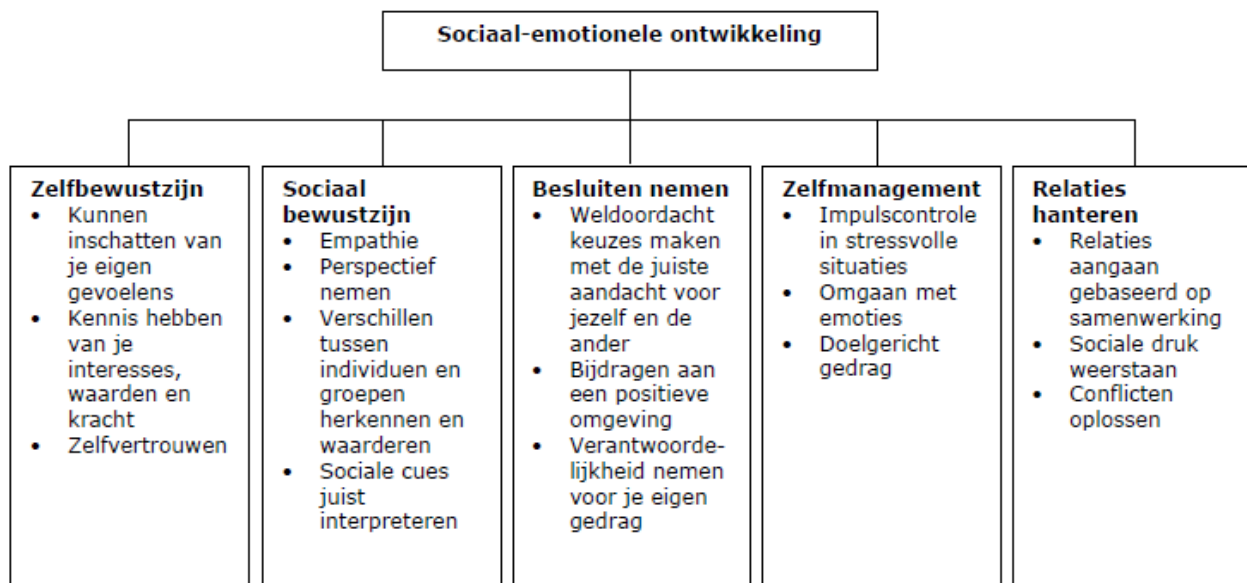 Sociaal-emotionele ontwikkeling
Zelfbewustzijn
• Kunnen
inschatten van
je eigen
gevoelens
• Kennis hebben
van je
interesses,
waarden en
kracht
• Zelfvertrouwen
Sociaal
bewustzijn
• Empathie
• Perspectief
nemen
• Verschillen
tussen
individuen en
groepen
herkennen en
waarderen
• Sociale cues
juist
interpreteren
Besluiten nemen
• Weldoordacht
keuzes maken
met de juiste
aandacht voor
jezelf en de
ander
• Bijdragen aan
een positieve
omgeving
• Verantwoorde-
lijkheid nemen
voor je eigen
gedrag
Zelfmanagement
• Impulscontrole
in stressvolle
situaties
• Omgaan met
emoties
• Doelgericht
gedrag
Relaties
hanteren
• Relaties
aangaan
gebaseerd op
samenwerking
• Sociale druk
weerstaan
• Conflicten
oplossen